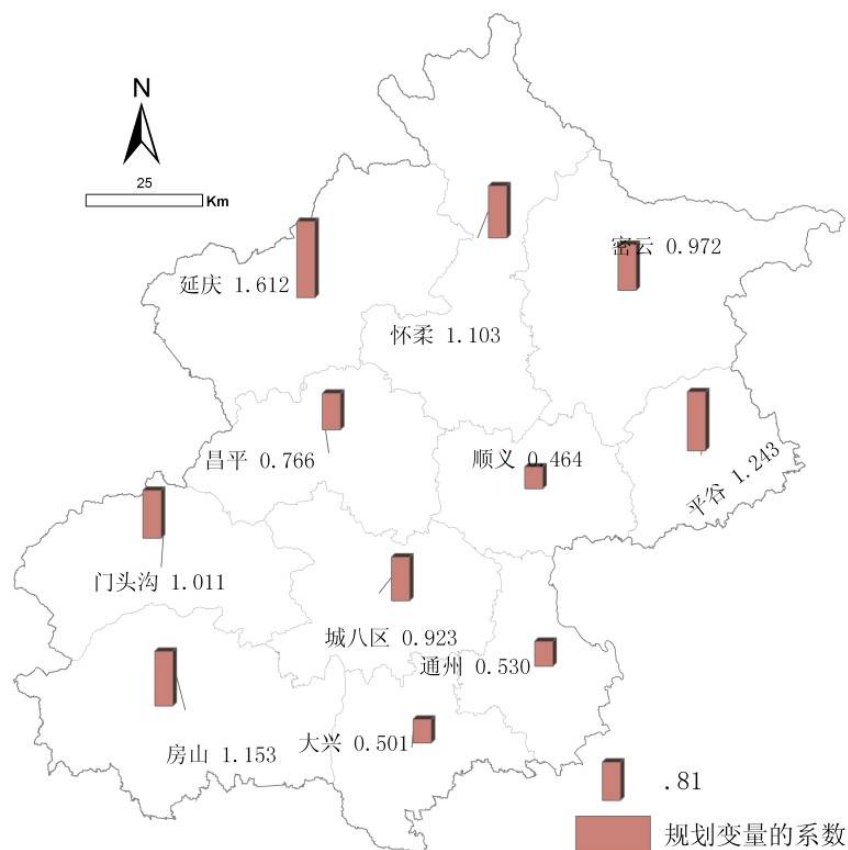 N
25
Km
密云 0.972
延庆 1.612
怀柔 1.103
昌平 0.766
顺义 0.464
平谷 1.243
门头沟 1.011
城八区 0.923
通州 0.530
大兴 0.501
房山 1.153
.81
规划变量的系数